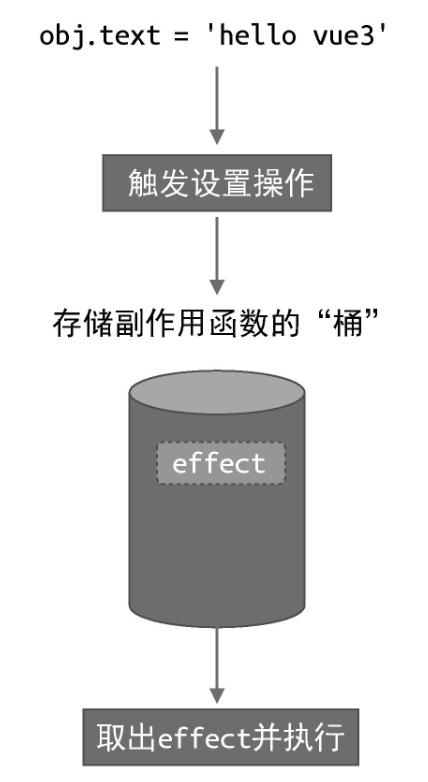 obj.text = 'hello vue3'
触发设置操作
存储副作用函数的“桶”
effect
取出effect并执行